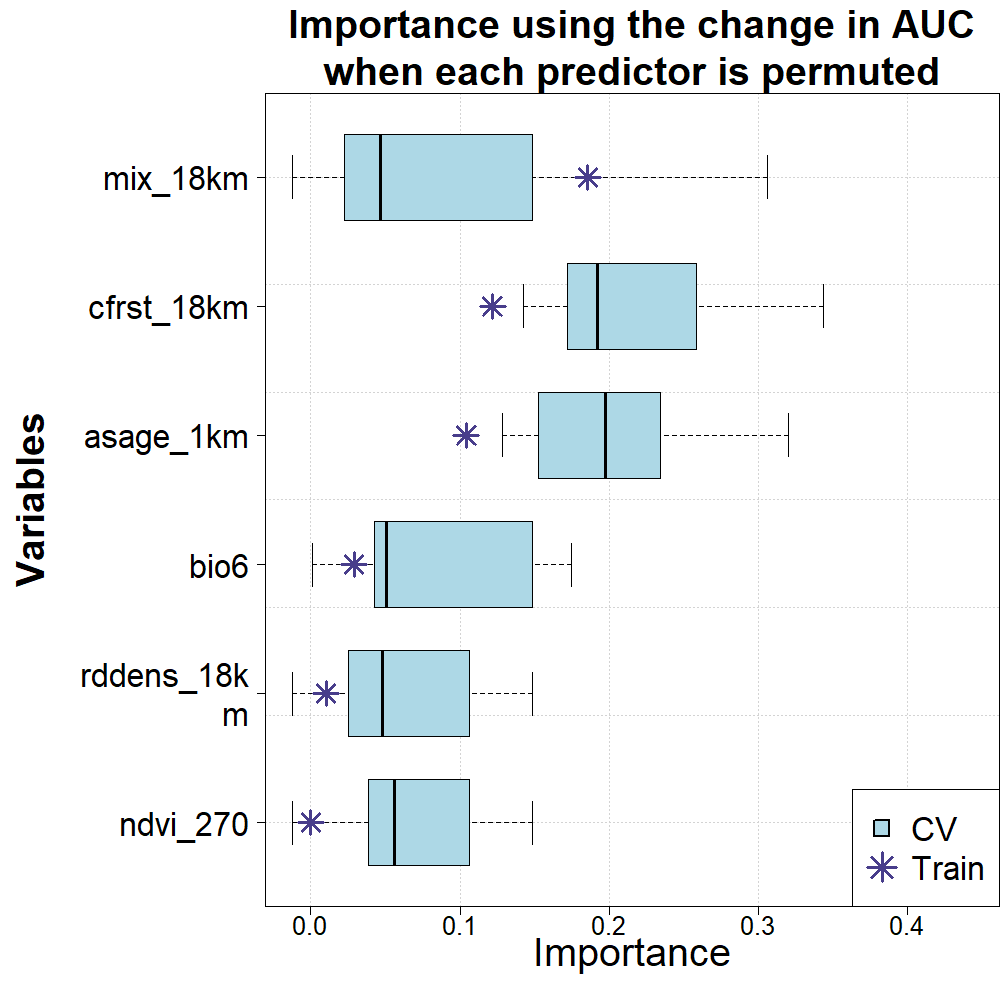 Importance using the change in AUC
when each predictor is permuted
Variables
mix_18km
cfrst_18km
asage_1km
bio6
rddens_18k
m
ndvi_270
CV
Train
0.0 0.1 0.2 0.3 0.4
Importance